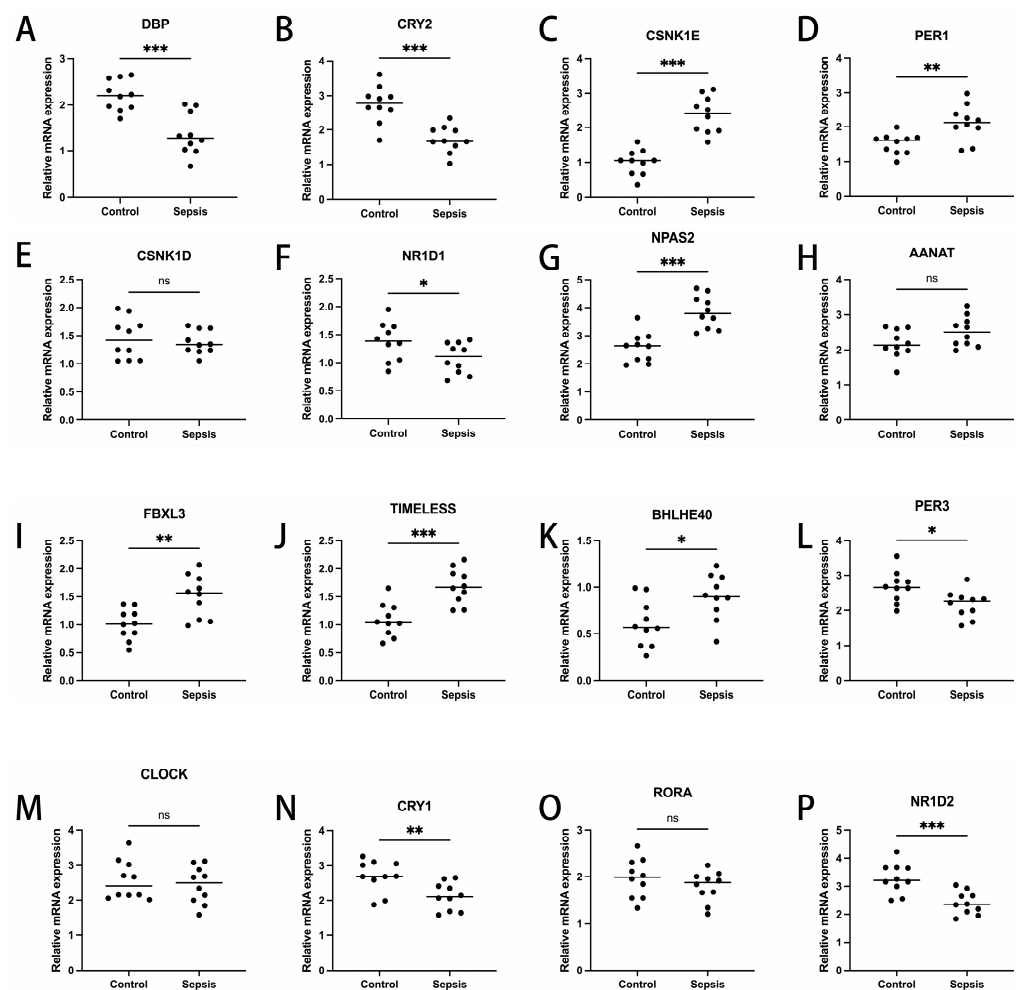 A
DBP
***
Relative mRNA expression
3
2
1
0
Control
Sepsis
B
CRY2
***
Relative mRNA expression
4
3
2
1
0
Control
Sepsis
C
CSNK1E
***
Relative mRNA expression
4
3
2
1
0
Control
Sepsis
D
PER1
**
Relative mRNA expression
4
3
2
1
0
Control
Sepsis
E
CSNK1D
ns
Relative mRNA expression
2.5
2.0
1.5
1.0
0.5
0.0
Control
Sepsis
F
NR1D1
*
Relative mRNA expression
2.5
2.0
1.5
1.0
0.5
0.0
Control
Sepsis
G
NPAS2
***
Relative mRNA expression
5
4
3
2
1
0
Control
Sepsis
H
AANAT
ns
Relative mRNA expression
4
3
2
1
0
Control
Sepsis
I
FBXL3
**
Relative mRNA expression
2.5
2.0
1.5
1.0
0.5
0.0
Control
Sepsis
J
TIMELESS
***
Relative mRNA expression
2.5
2.0
1.5
1.0
0.5
0.0
Control
Sepsis
K
BHLHE40
*
Relative mRNA expression
1.5
1.0
0.5
0.0
Control
Sepsis
L
PER3
*
Relative mRNA expression
4
3
2
1
0
Control
Sepsis
M
CLOCK
ns
Relative mRNA expression
4
3
2
1
0
Control
Sepsis
N
CRY1
**
Relative mRNA expression
4
3
2
1
0
Control
Sepsis
O
RORA
ns
Relative mRNA expression
3
2
1
0
Control
Sepsis
P
NR1D2
***
Relative mRNA expression
5
4
3
2
1
0
Control
Sepsis